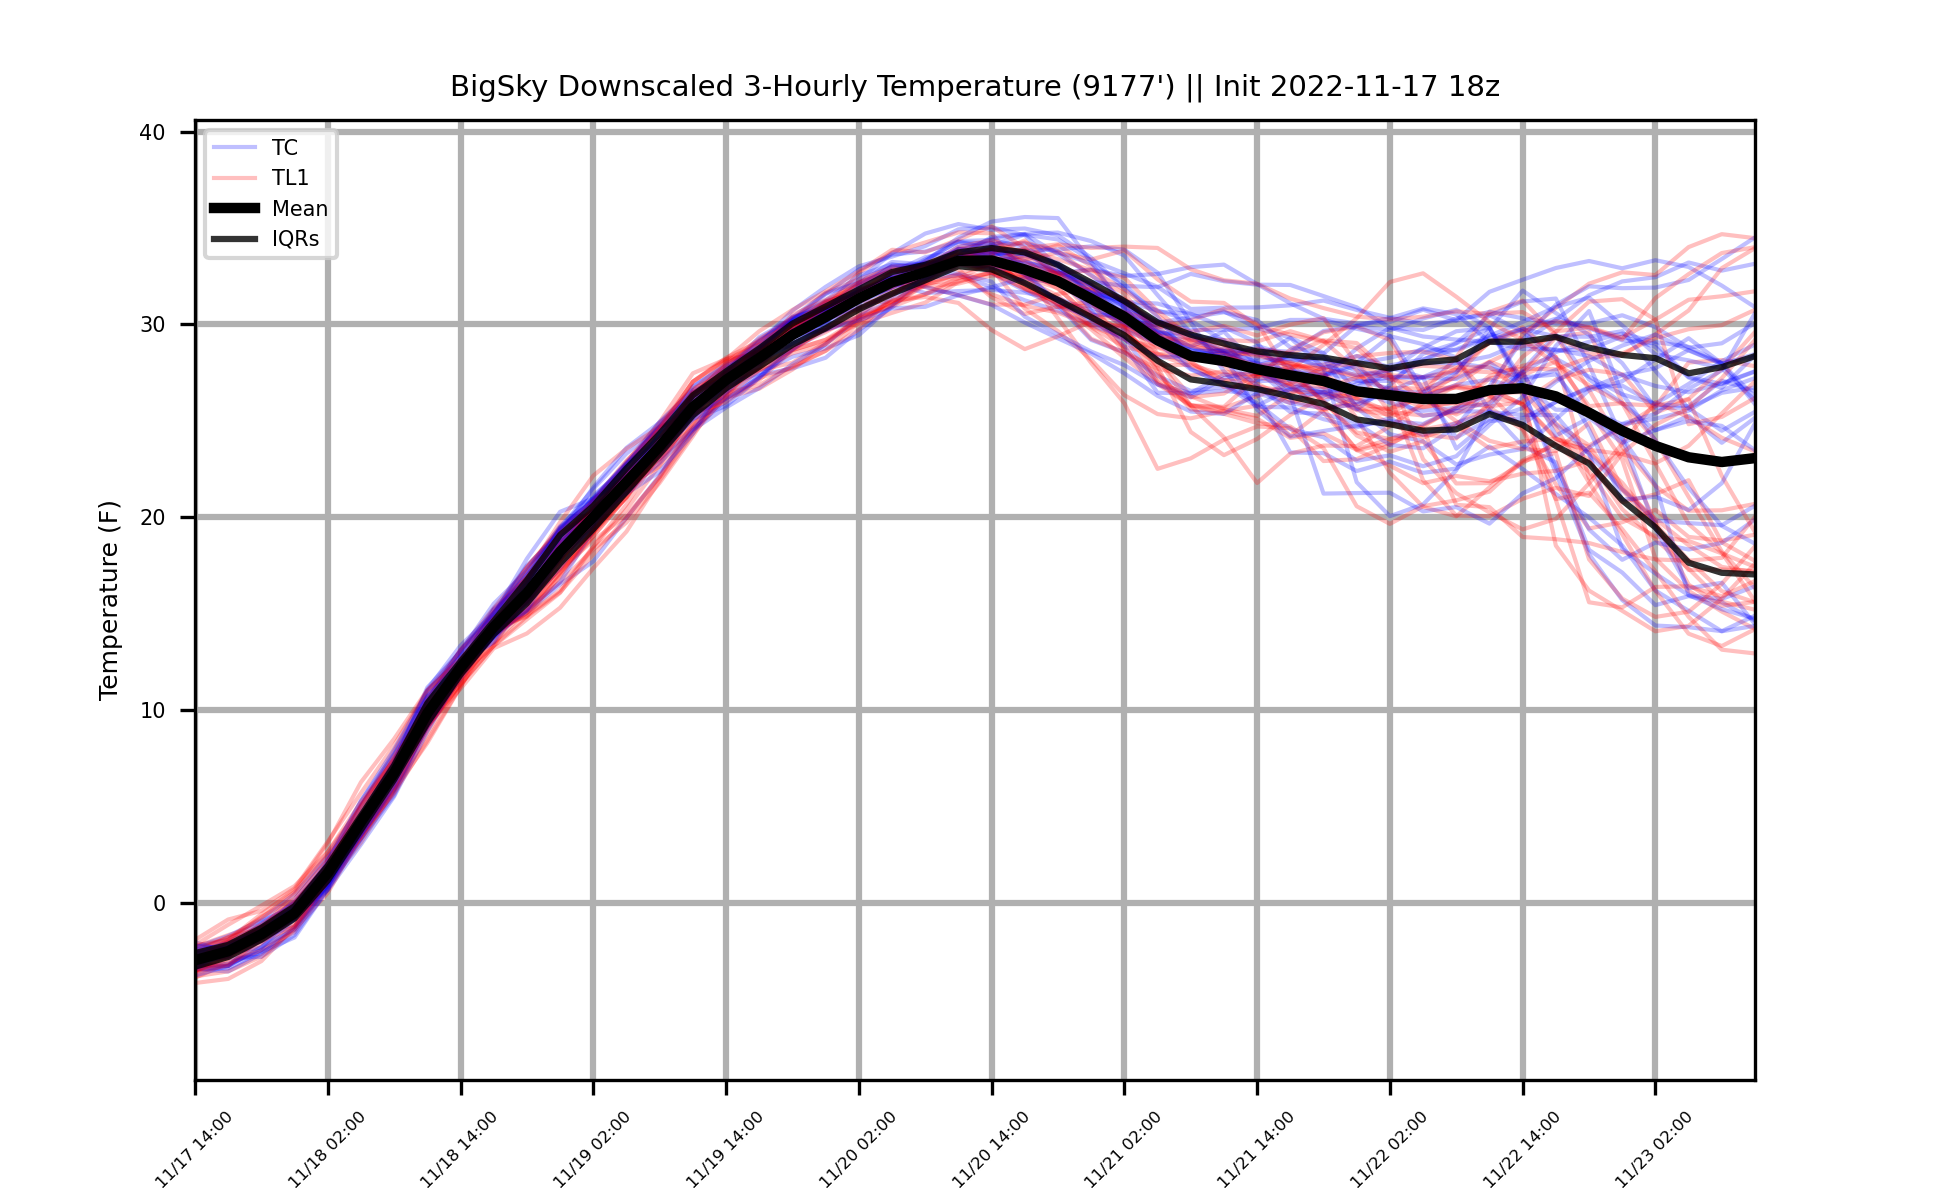 BigSky Downscaled 3-Hourly Temperature (9177') || Init 2022-11-17 18z
TC
TL1
Mean
IQRs
Temperature (F)
40
30
20
10
0
11/17 14:00
11/18 02:00
11/18 14:00
11/19 02:00
11/19 14:00
11/20 02:00
11/20 14:00
11/21 02:00
11/21 14:00
11/22 02:00
11/22 14:00
11/23 02:00